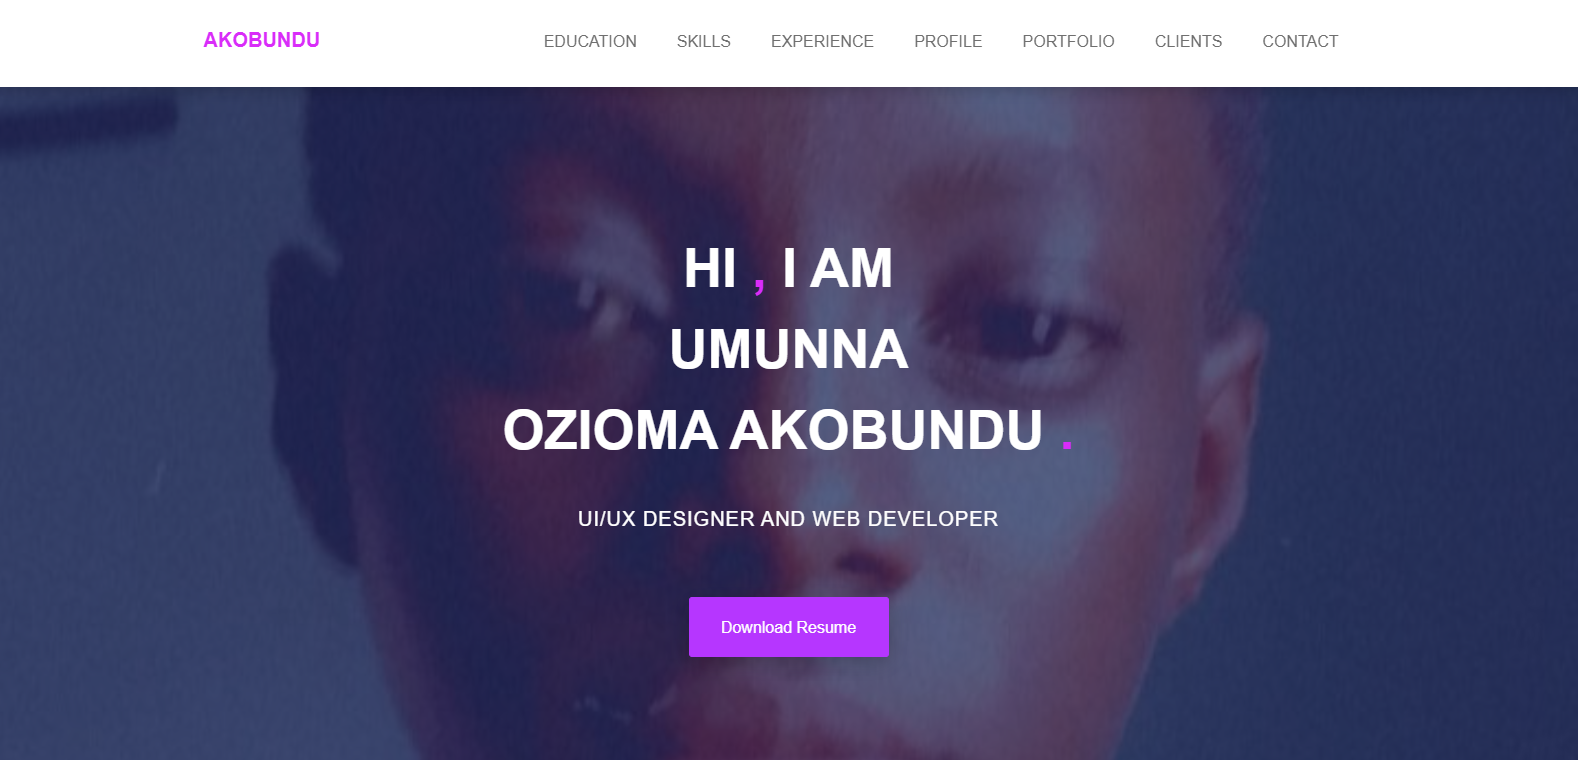 AKOBUNDU
EDUCATION SKILLS EXPERIENCE PROFILE PORTFOLIO CLIENTS CONTACT
HI , I AM
UMUNNA
OZIOMA AKOBUNDU .
UI/UX DESIGNER AND WEB DEVELOPER
Download Resume